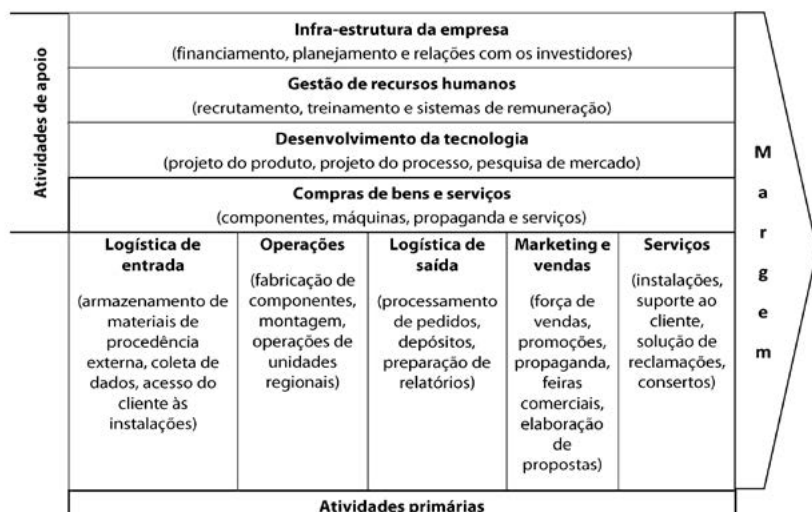 Atividades de apoio
Infra-estrutura da empresa
(financiamento, planejamento e relações com os investidores)
Gestão de recursos humanos
(recrutamento, treinamento e sistemas de remuneração)
Desenvolvimento da tecnologia
(projeto do produto, projeto do processo, pesquisa de mercado)
Compras de bens e serviços
(componentes, máquinas, propaganda e serviços)
Logística de
entrada
(armazenamento de
materiais de
procedência
externa, coleta de
dados, acesso do
cliente às
instalações)
Operações
(fabricação de
componentes,
montagem,
operações de
unidades
regionais)
Logística de
saída
(processamento
de pedidos,
depósitos,
preparação de
relatórios)
Marketing e
vendas
(força de
vendas,
promoções,
propaganda,
feiras
comerciais,
elaboração
de
propostas)
Serviços
(instalações,
suporte ao
cliente,
solução de
reclamações,
consertos)
Margem
Atividades primárias